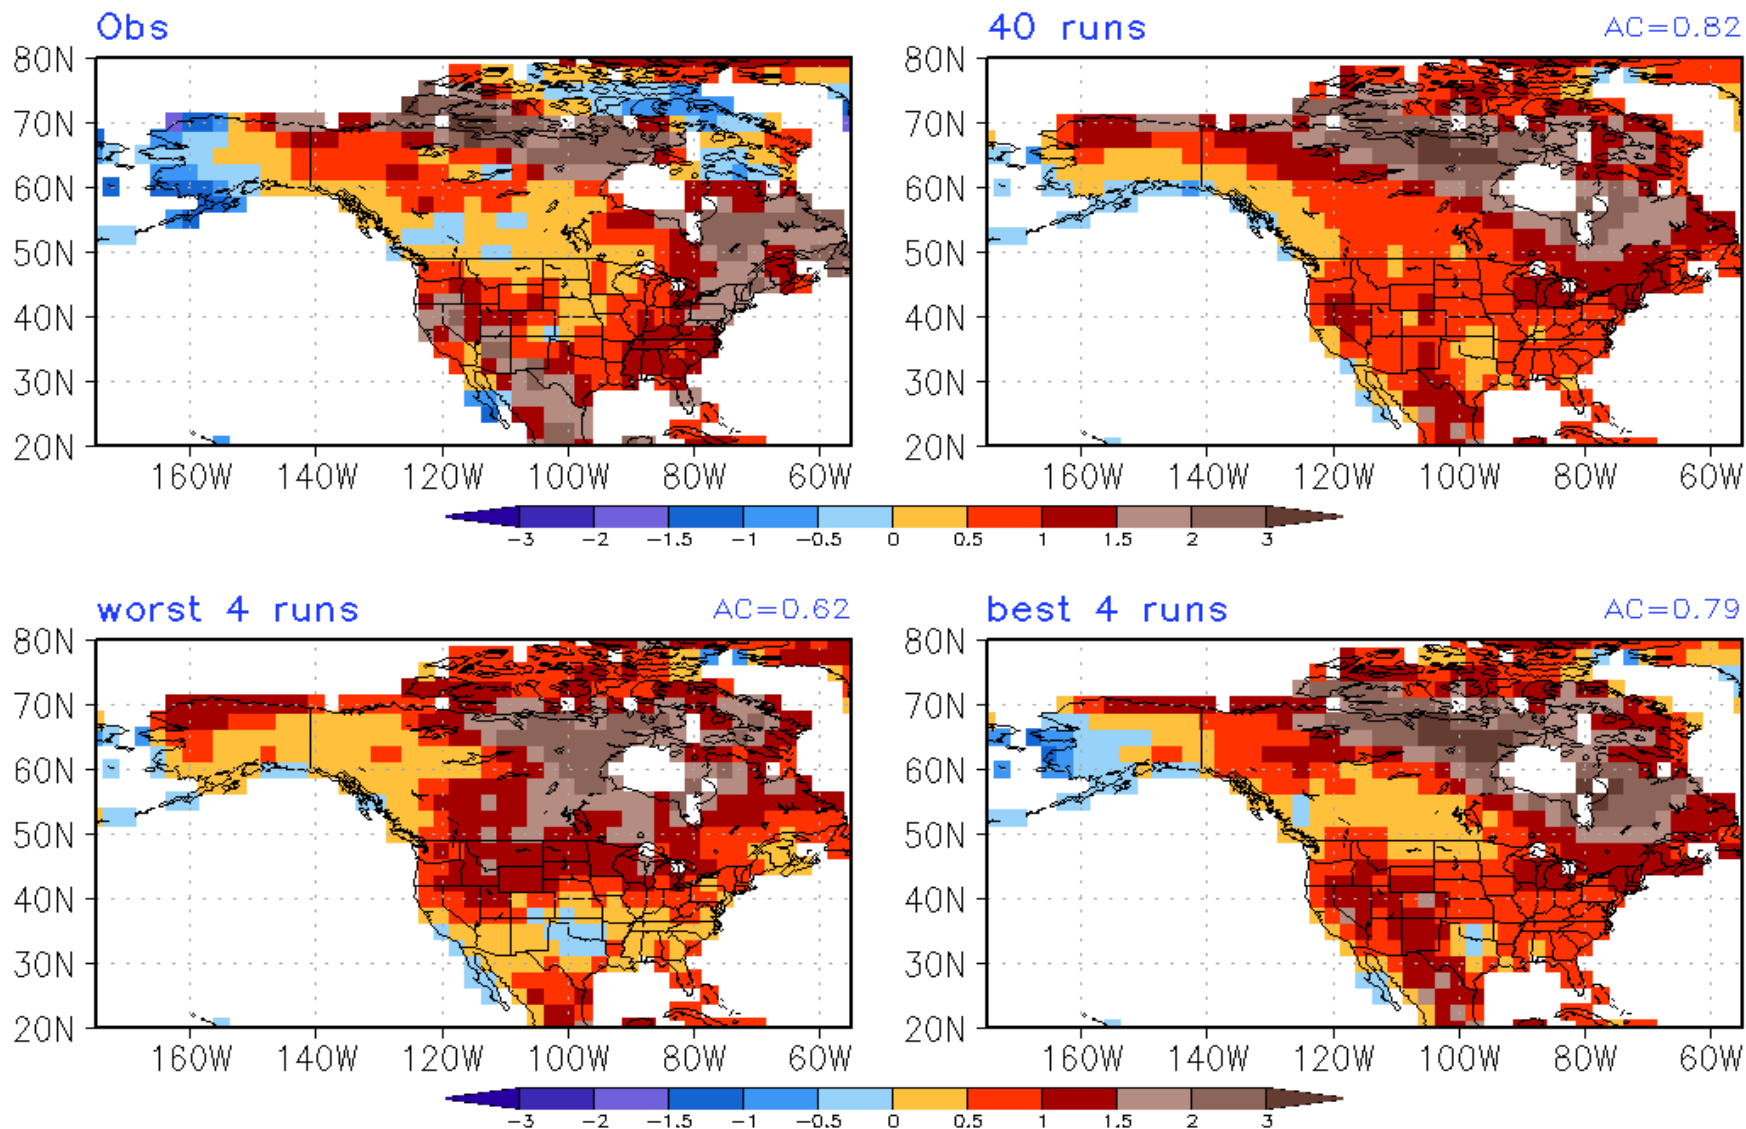 Obs
80N
70N
60N
50N
40N
30N
20N
160W 140W 120W 100W 80W 60W
40 runs AC=0.82
80N
70N
60N
50N
40N
30N
20N
160W 140W 120W 100W 80W 60W
-3 -2 -1.5 -1 -0.5 0 0.5 1 1.5 2 3
worst 4 runs AC=0.62
80N
70N
60N
50N
40N
30N
20N
160W 140W 120W 100W 80W 60W
best 4 runs AC=0.79
80N
70N
60N
50N
40N
30N
20N
160W 140W 120W 100W 80W 60W
-3 -2 -1.5 -1 -0.5 0 0.5 1 1.5 2 3